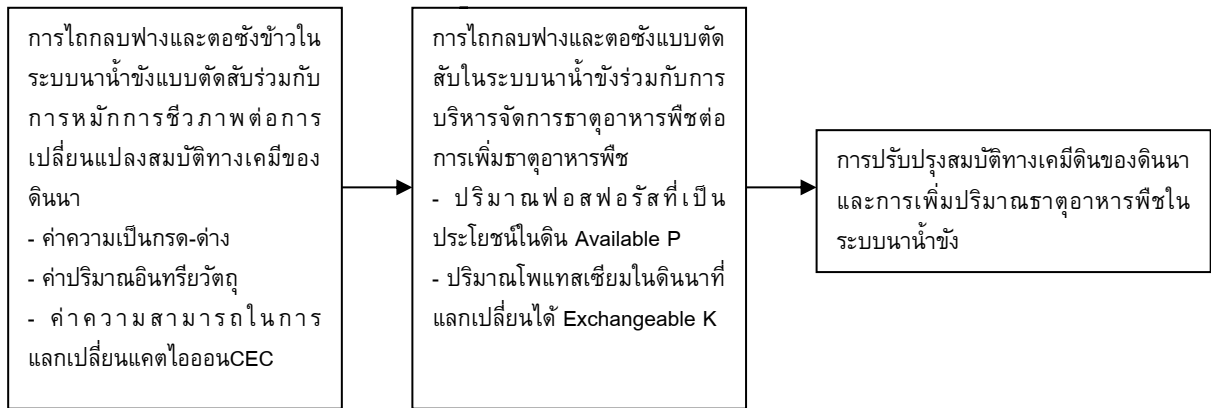 การไถกลบฟางและตอซังข้าวใน
ระบบนาน้ำขังแบบตัดสับร่วมกับ
การหมักการชีวภาพต่อการ
เปลี่ยนแปลงสมบัติทางเคมีของ
ดินนา
- ค่าความเป็นกรด-ด่าง
- ค่าปริมาณอินทรียวัตถุ
- ค่าความสามารถในการ
แลกเปลี่ยนแคตไอออนCEC
การไถกลบฟางและตอซังแบบตัด
สับในระบบนาน้ำขังร่วมกับการ
บริหารจัดการธาตุอาหารพืชต่อ
การเพิ่มธาตุอาหารพืช
- ปริมาณฟอสฟอรัสที่เป็น
ประโยชน์ในดิน Available P
- ปริมาณโพแทสเซียมในดินนาที่
แลกเปลี่ยนได้ Exchangeable K
การปรับปรุงสมบัติทางเคมีดินของดินนา
และการเพิ่มปริมาณธาตุอาหารพืชใน
ระบบนาน้ำขัง